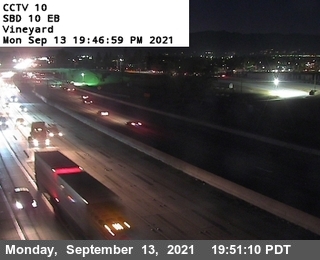 CCTV 10
SBD 10 EB
Vineyard
Mon Sep 13 19:46:59 PM 2021
Monday, September 13, 2021 19:51:10 PDT